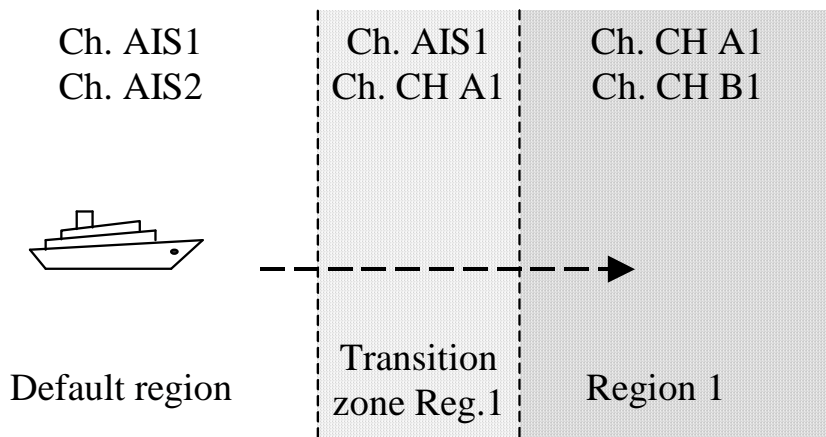 Ch. AIS1
Ch. AIS2
Ch. AIS1
Ch. CH A1
Ch. CH A1
Ch. CH B1
Default region
Transition
zone Reg.1
Region 1